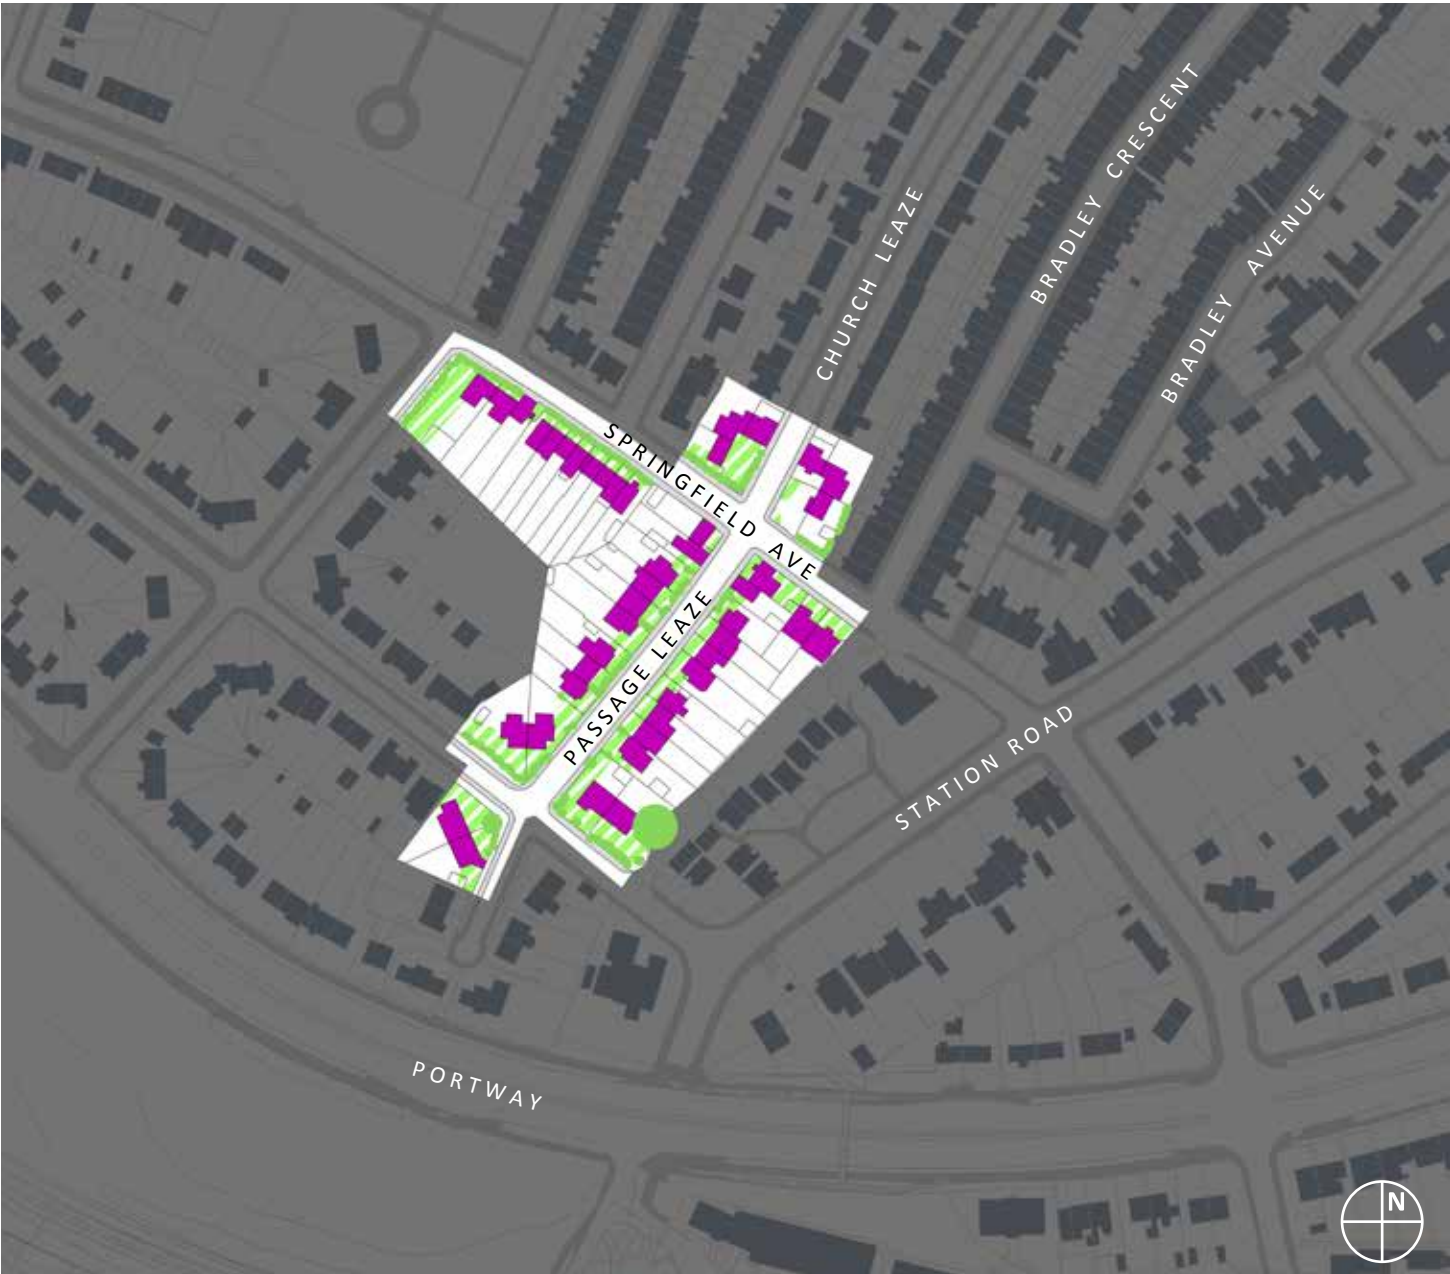 BRADLEY CRESCENT
BRADLEY AVENUE
CHURCH LEAZE
SPRINGFIELD AVE
PASSAGE LEAZE
STATION ROAD
PORTWAY
N